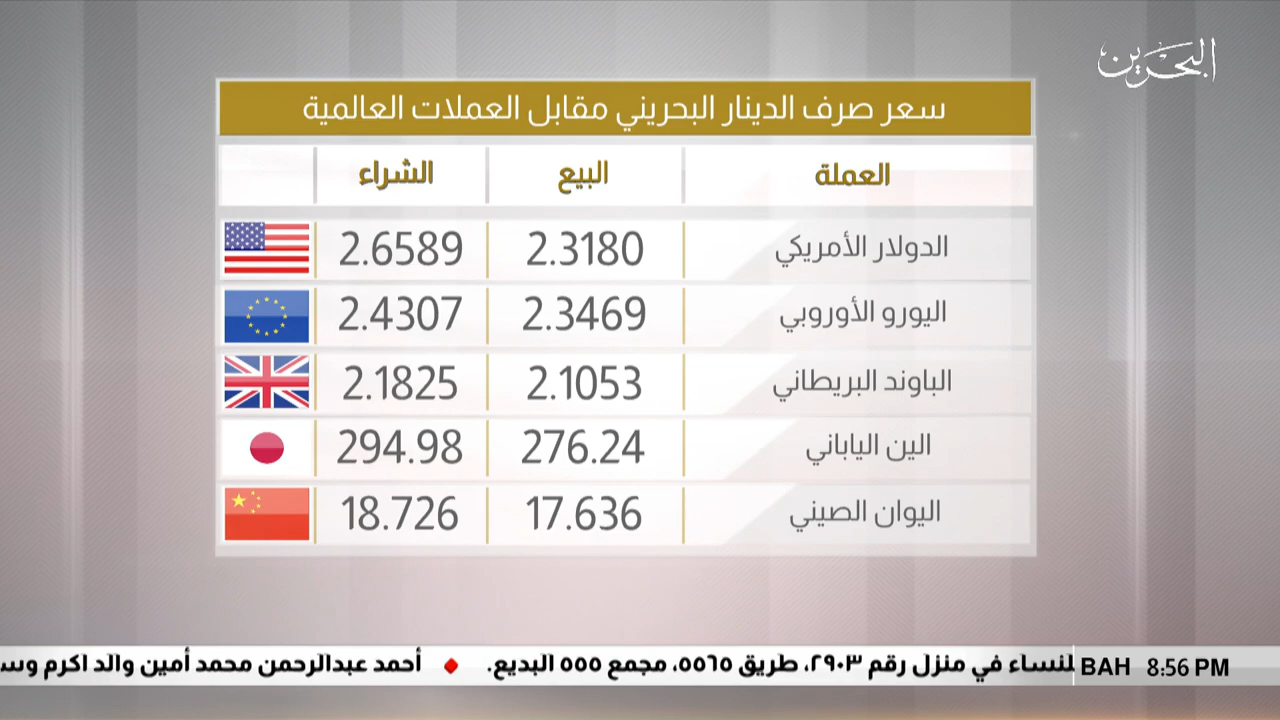 البحرين
سعر صرف الدينار البحريني مقابل العملات العالمية
العملة البيع الشراء
الدولار الأمريكي 2.3180 2.6589
اليورو الأوروبي 2.3469 2.4307
الباوند البريطاني 2.1053 2.1825
الين الياباني 276.24 294.98
اليوان الصيني 17.636 18.726
BAH 8:56 PM
للنساء في منزل رقم ٢٩٠٣، طريق ٥٥٦٥، مجمع ٥٥٥ البديع. أحمد عبدالرحمن محمد أمين والد اكرم وس